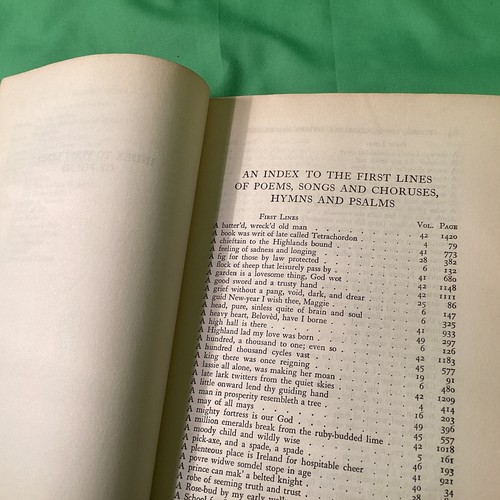 AN INDEX TO THE FIRST LINES
OF POEMS, SONGS AND CHORUSES,
HYMNS AND PSALMS
FIRST LINES VOL. PAGE
A batter'd, wreck'd old man 42 1420
A book was writ of late called Tetrachordon 4 79
A chieftain to the Highlands bound 41 773
A feeling of sadness and longing 28 382
A fig for those by law protected 6 132
A flock of sheep that leisurely pass by 41 680
A garden is a lovesome thing, God wot 42 1148
A good sword and a trusty hand 42 1111
A grief without a pang, void, dark, and drear 25 86
A guid New-year I wish thee, Maggie 6 147
A head, pure, sinless quite of brain and soul 6 325
A heavy heart, Belovèd, have I borne 41 933
A high hall is there 49 297
A Highland lad my love was born 6 126
A hundred, a thousand to one; even so 42 1183
A hundred thousand cycles vast 45 577
A king there was once reigning 19 91
A lassie all alone, was making her moan 6 480
A late lark twitters from the quiet skies 42 1209
A little onward lend thy guiding hand 4 414
A man in prosperity resembleth a tree 16 203
A may of all mays 49 396
A mighty fortress is our God 45 557
A million emeralds break from the ruby-budded lime 42 1018
A moody child and wildly wise 5 161
A pick-axe, and a spade, a spade 46 193
A plenteous place is Ireland for hospitable cheer 41 921
A povre widwe somdel stope in age 40 34
A prince can mak' a belted knight
A robe of seeming truth and trust
A Rose-bud by my early walk
A School f